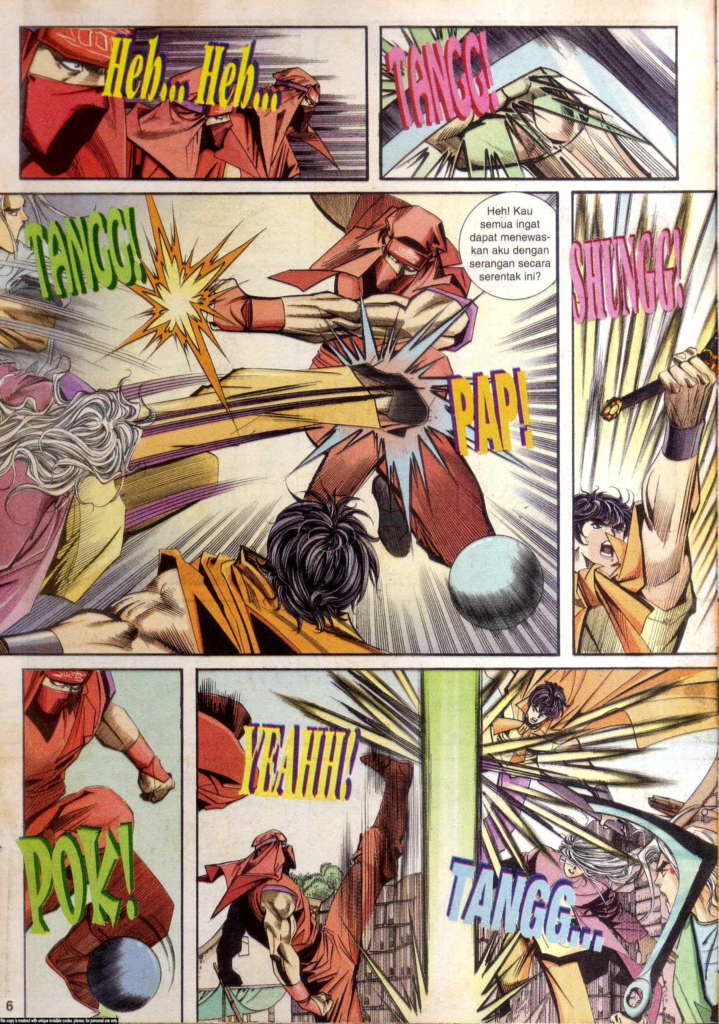 Heh... Heh...
TANGG!
TANGG!
Heh! Kau
semua ingat
dapat menewas-
kan aku dengan
serangan secara
serentak ini?
PAP!
SHUNGG!
POK!
YEAHH!
TANGG...
6